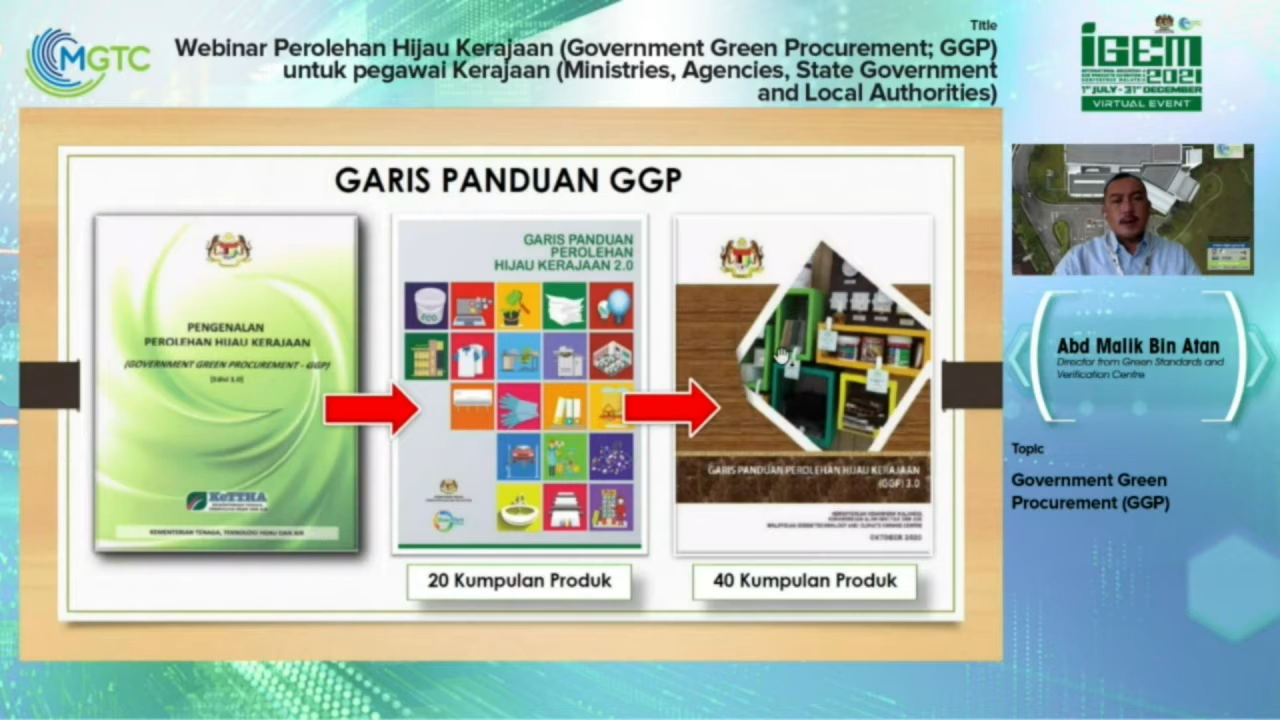 MGTC
Title
Webinar Perolehan Hijau Kerajaan (Government Green Procurement; GGP)
untuk pegawai Kerajaan (Ministries, Agencies, State Government
and Local Authorities)
iGEM
2021
1ST JULY - 31ST DECEMBER
VIRTUAL EVENT
GARIS PANDUAN GGP
PENGENALAN
PEROLEHAN HIJAU KERAJAAN
(GOVERNMENT GREEN PROCUREMENT - GGP)
KeTTHA
KEMENTERIAN TENAGA, TEKNOLOGI HIJAU DAN AIR
GARIS PANDUAN
PEROLEHAN
HIJAU KERAJAAN 2.0
ECO
20 Kumpulan Produk
GARIS PANDUAN PEROLEHAN HIJAU KERAJAAN
(GGP) 3.0
OKTOBER 2020
40 Kumpulan Produk
Abd Malik Bin Atan
Director from Green Standards and
Verification Centre
Topic
Government Green
Procurement (GGP)